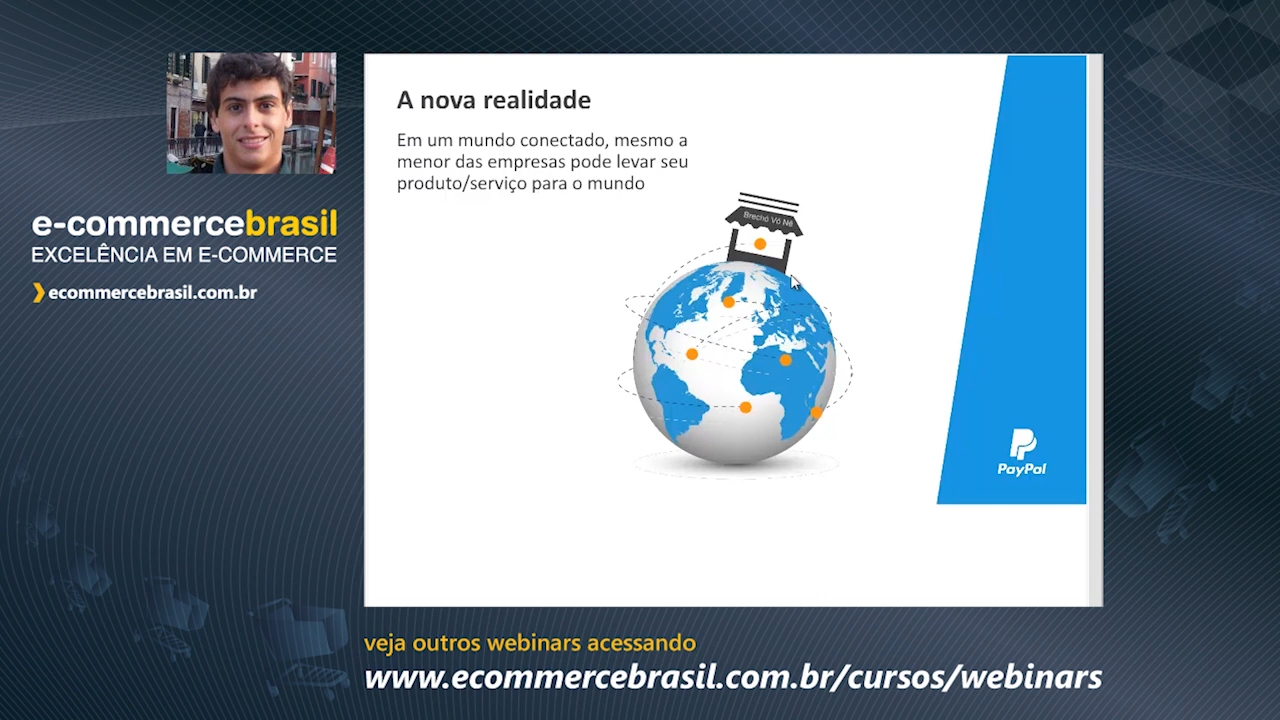 A nova realidade
Em um mundo conectado, mesmo a
menor das empresas pode levar seu
produto/serviço para o mundo
Brechó Vó Nê
PayPal
e-commercebrasil
EXCELÊNCIA EM E-COMMERCE
ecommercebrasil.com.br
veja outros webinars acessando
www.ecommercebrasil.com.br/cursos/webinars